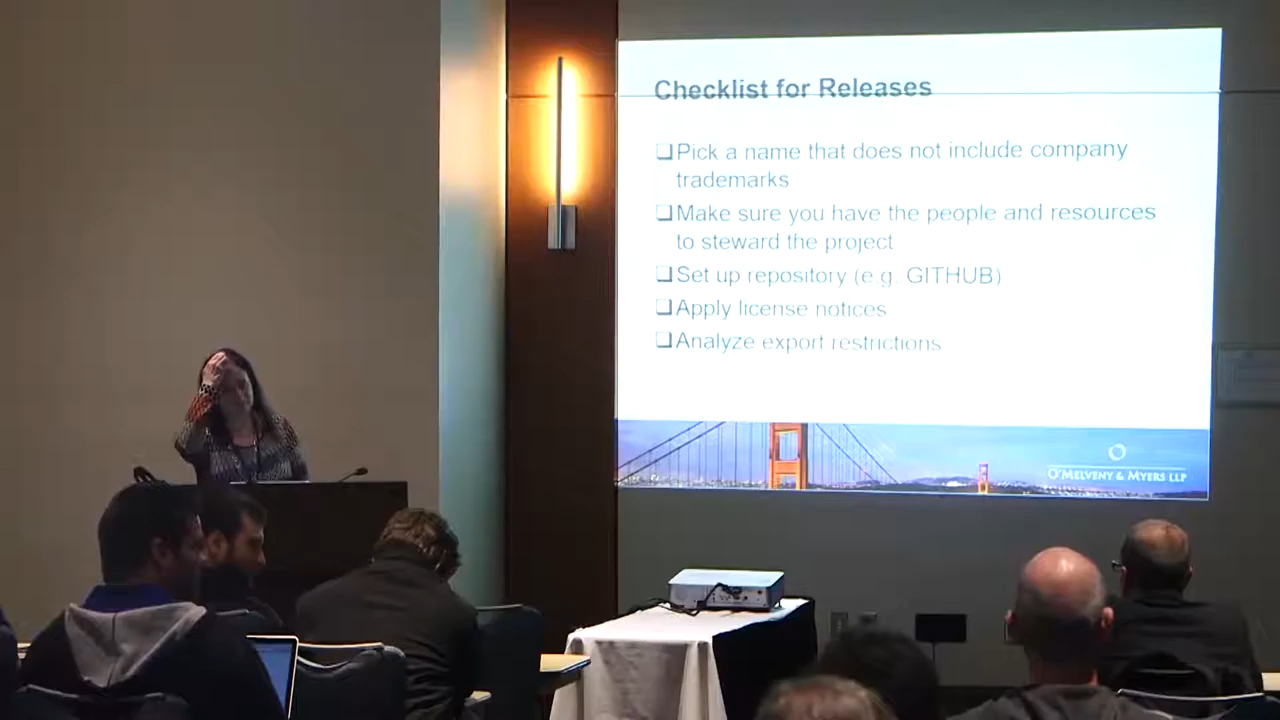 Checklist for Releases
❑Pick a name that does not include company
trademarks
❑Make sure you have the people and resources
to steward the project
❑Set up repository (e.g. GITHUB)
❑Apply license notices
❑Analyze export restrictions
O'MELVENY & MYERS LLP